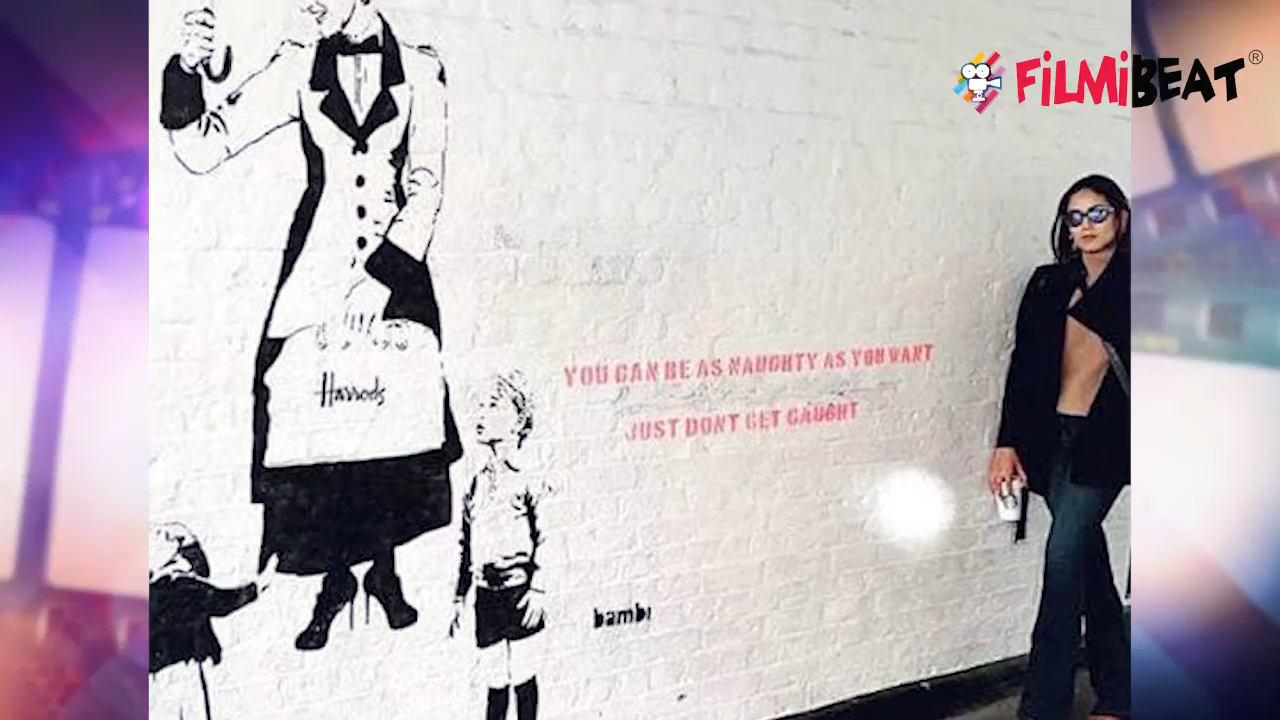 FiLMiBEAT®
Harrods
YOU CAN BE AS NAUGHTY AS YOU WANT
JUST DONT GET CAUGHT
bambi